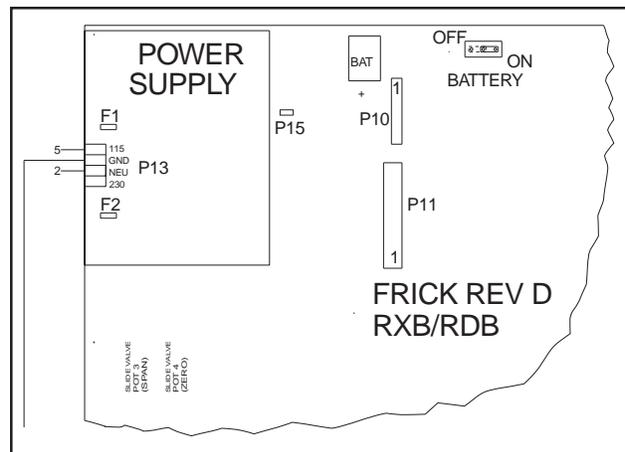 POWER
SUPPLY
F1
5
115
GND
2
NEU
230
P13
F2
P15
BAT
+
P10
1
OFF
ON
BATTERY
P11
1
FRICK REV D
RXB/RDB
SLIDE VALVE
POT 3
(SPAN)
SLIDE VALVE
POT 4
(ZERO)